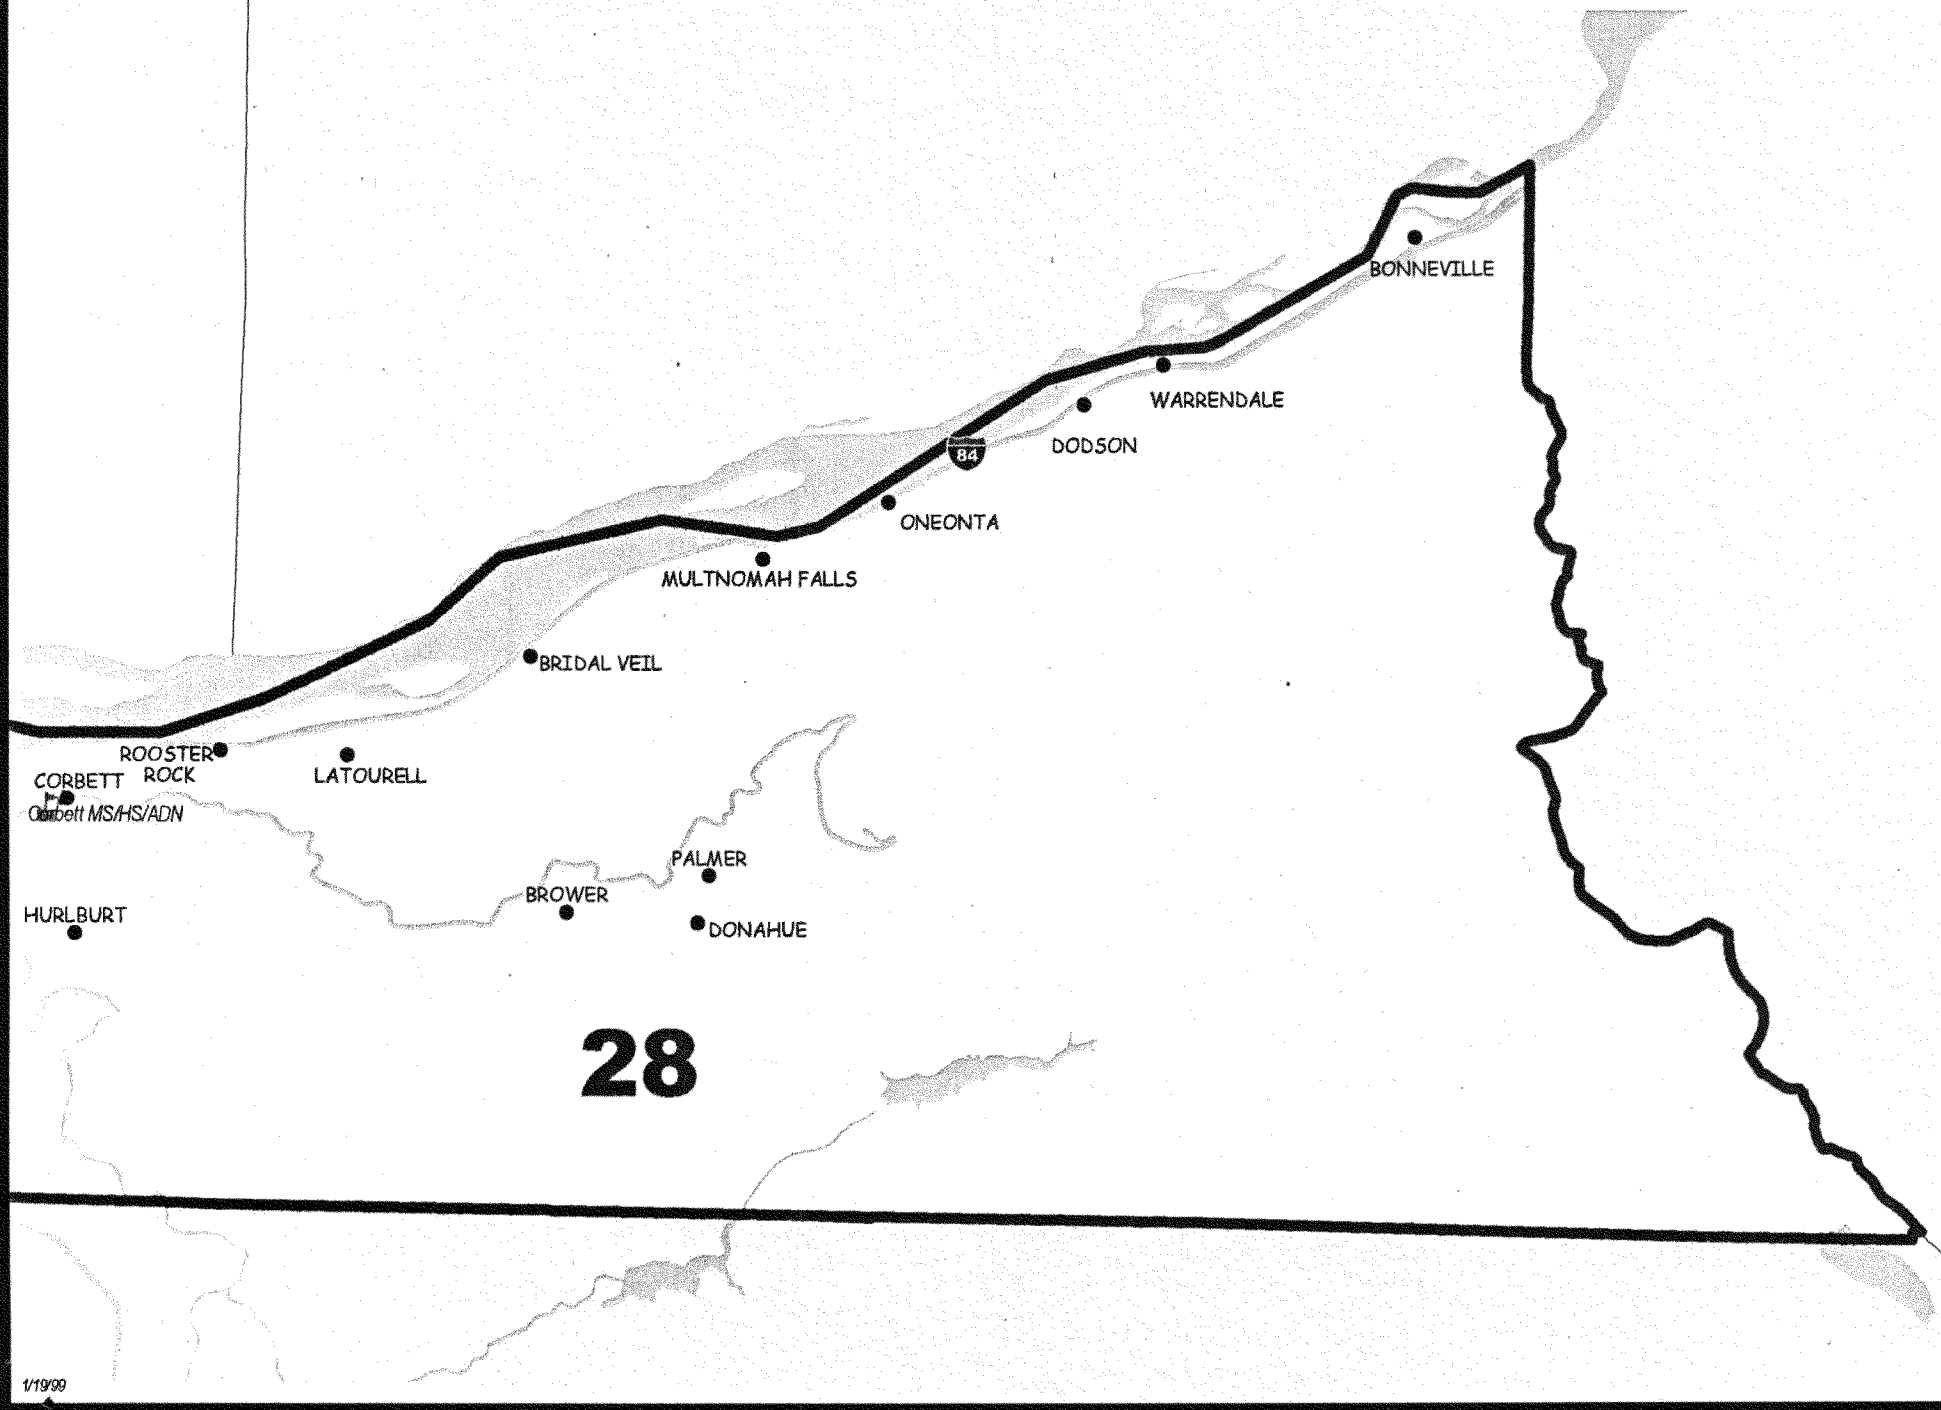 BONNEVILLE
WARRENDALE
DODSON
84
ONEONTA
MULTNOMAH FALLS
BRIDAL VEIL
ROOSTER
ROCK
LATOURELL
CORBETT
Corbett MS/HS/ADN
PALMER
BROWER
HURLBURT
DONAHUE
28
1/19/99